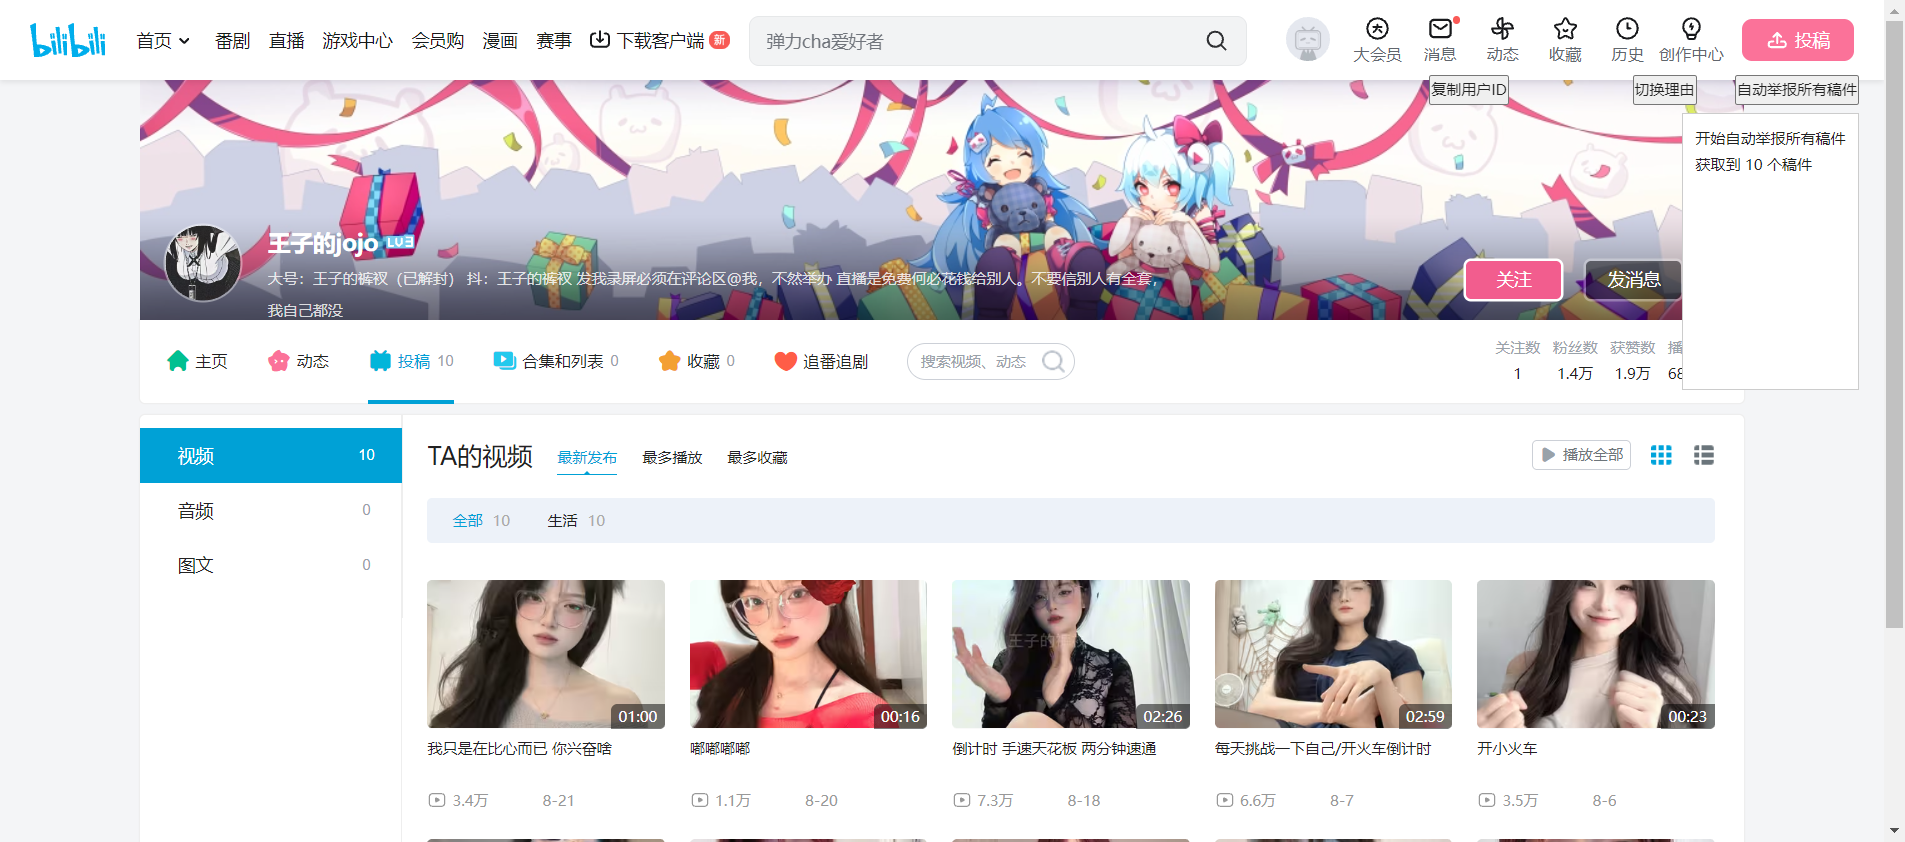 bilibili
首页 番剧 直播 游戏中心 会员购 漫画 赛事 下载客户端 新
弹力cha爱好者
大会员 消息 动态 收藏 历史 创作中心 投稿
复制用户ID 切换理由 自动举报所有稿件
开始自动举报所有稿件
获取到 10 个稿件
王子的jojo LV3
大号：王子的裤衩（已解封） 抖：王子的裤衩 发我录屏必须在评论区@我，不然举办 直播是免费何必花钱给别人。不要信别人有全套，
我自己都没
关注 发消息
主页 动态 投稿 10 合集和列表 0 收藏 0 追番追剧 搜索视频、动态
关注数 粉丝数 获赞数 播
1 1.4万 1.9万 68
视频 10
音频 0
图文 0
TA的视频 最新发布 最多播放 最多收藏 播放全部
全部 10 生活 10
王子的裤
01:00 00:16 02:26 02:59 00:23
我只是在比心而已 你兴奋啥
嘟嘟嘟嘟
倒计时 手速天花板 两分钟速通
每天挑战一下自己/开火车倒计时
开小火车
3.4万 8-21
1.1万 8-20
7.3万 8-18
6.6万 8-7
3.5万 8-6